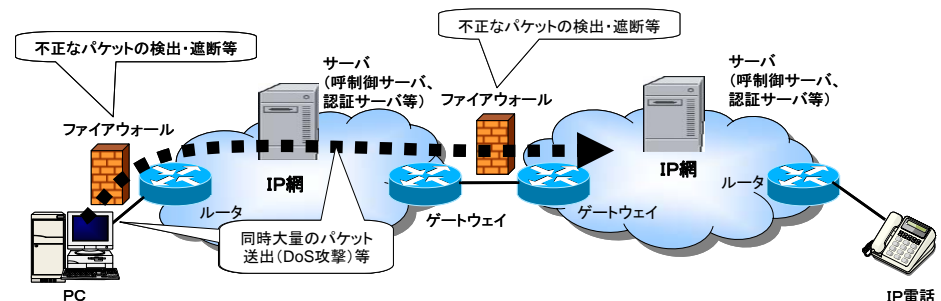 不正なパケットの検出・遮断等
不正なパケットの検出・遮断等
サーバ
(呼制御サーバ、
認証サーバ等)
サーバ
(呼制御サーバ、
認証サーバ等)
ファイアウォール
ファイアウォール
IP網
IP網
ルータ
ゲートウェイ
ゲートウェイ
ルータ
同時大量のパケット
送出(DoS攻撃)等
PC
IP電話